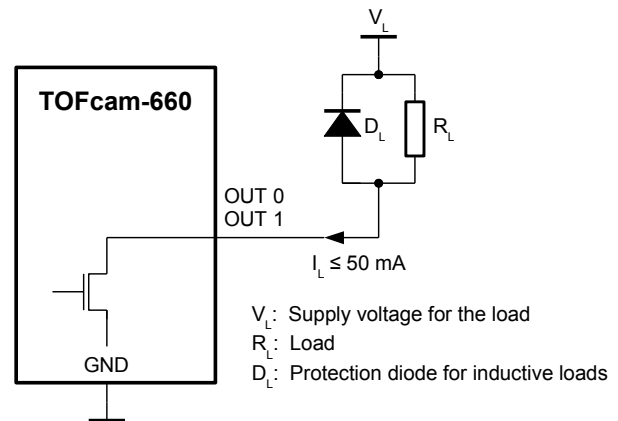 V_L
TOFcam-660
D_L
R_L
OUT 0
OUT 1
I_L ≤ 50 mA
V_L: Supply voltage for the load
R_L: Load
GND
D_L: Protection diode for inductive loads